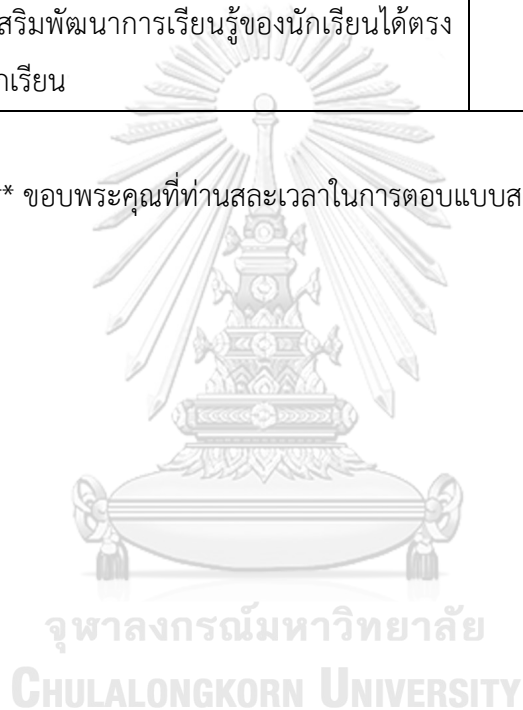 สริมพัฒนาการเรียนรู้ของนักเรียนได้ตรง
กเรียน
* ขอบพระคุณที่ท่านสละเวลาในการตอบแบบส
จุฬาลงกรณ์มหาวิทยาลัย
CHULALONGKORN UNIVERSITY